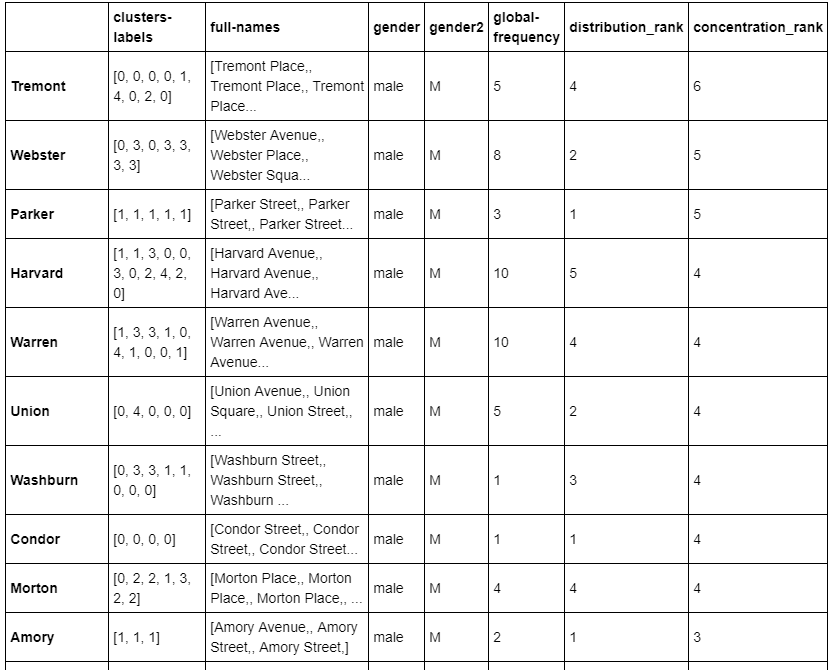 clusters-labels full-names gender gender2 global-frequency distribution_rank concentration_rank
Tremont [0, 0, 0, 0, 1, 4, 0, 2, 0] [Tremont Place,, Tremont Place,, Tremont Place... male M 5 4 6
Webster [0, 3, 0, 3, 3, 3, 3] [Webster Avenue,, Webster Place,, Webster Squa... male M 8 2 5
Parker [1, 1, 1, 1, 1] [Parker Street,, Parker Street,, Parker Street... male M 3 1 5
Harvard [1, 1, 3, 0, 0, 3, 0, 2, 4, 2, 0] [Harvard Avenue,, Harvard Avenue,, Harvard Ave... male M 10 5 4
Warren [1, 3, 3, 1, 0, 4, 1, 0, 0, 1] [Warren Avenue,, Warren Avenue,, Warren Avenue... male M 10 4 4
Union [0, 4, 0, 0, 0] [Union Avenue,, Union Square,, Union Street,, ... male M 5 2 4
Washburn [0, 3, 3, 1, 1, 0, 0, 0] [Washburn Street,, Washburn Street,, Washburn ... male M 1 3 4
Condor [0, 0, 0, 0] [Condor Street,, Condor Street,, Condor Street... male M 1 1 4
Morton [0, 2, 2, 1, 3, 2, 2] [Morton Place,, Morton Place,, Morton Place,, ... male M 4 4 4
Amory [1, 1, 1] [Amory Avenue,, Amory Street,, Amory Street,] male M 2 1 3